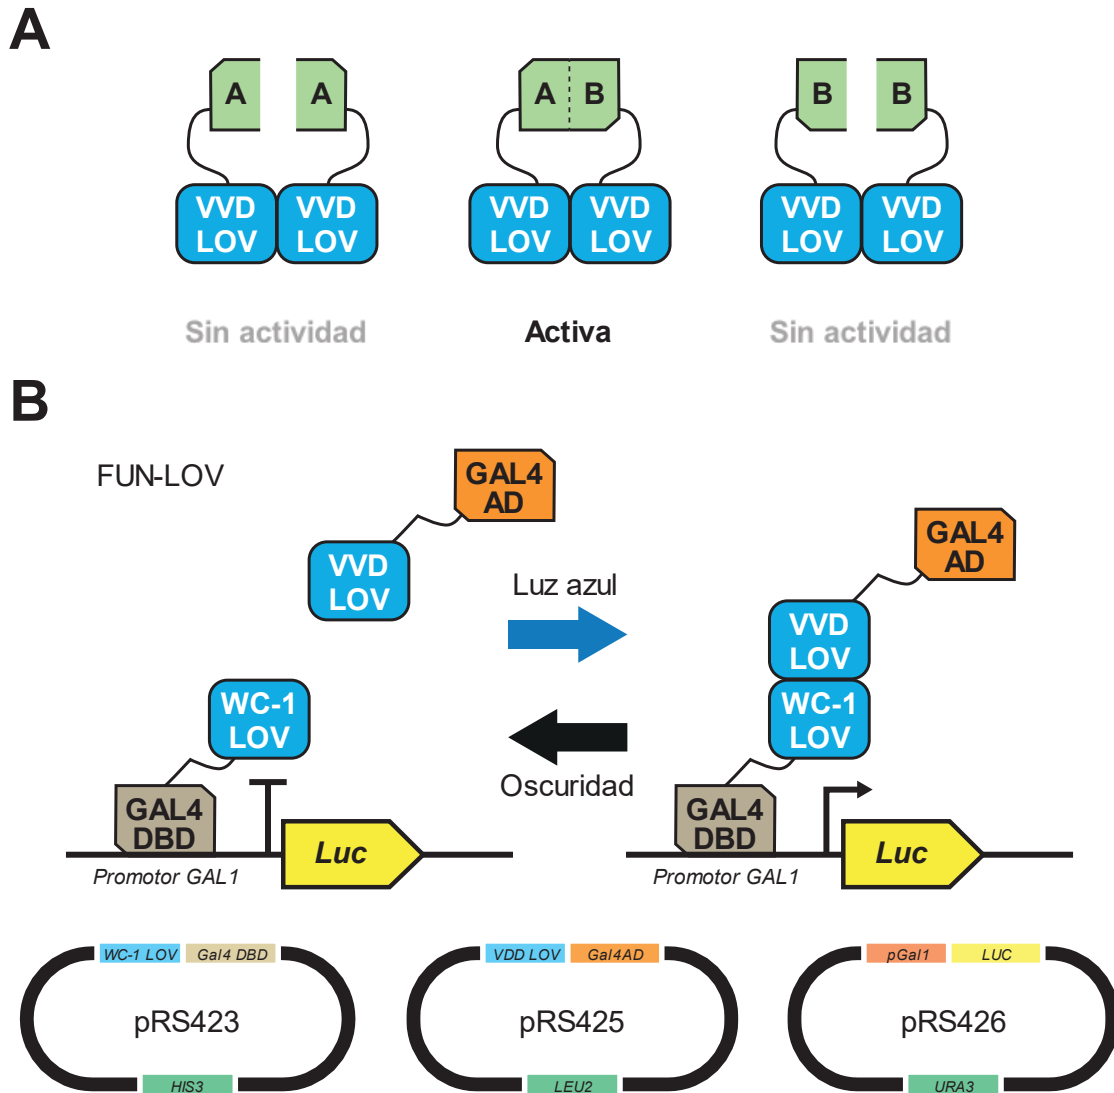 A
A A
A B
B B
VVD LOV
VVD LOV
VVD LOV
VVD LOV
VVD LOV
VVD LOV
Sin actividad
Activa
Sin actividad
B
FUN-LOV
GAL4
AD
VVD
LOV
WC-1
LOV
GAL4
DBD
Luc
Promotor GAL1
Luz azul
Oscuridad
GAL4
AD
VVD
LOV
WC-1
LOV
GAL4
DBD
Luc
Promotor GAL1
WC-1 LOV
Gal4 DBD
pRS423
HIS3
VDD LOV
Gal4AD
pRS425
LEU2
pGal1
LUC
pRS426
URA3